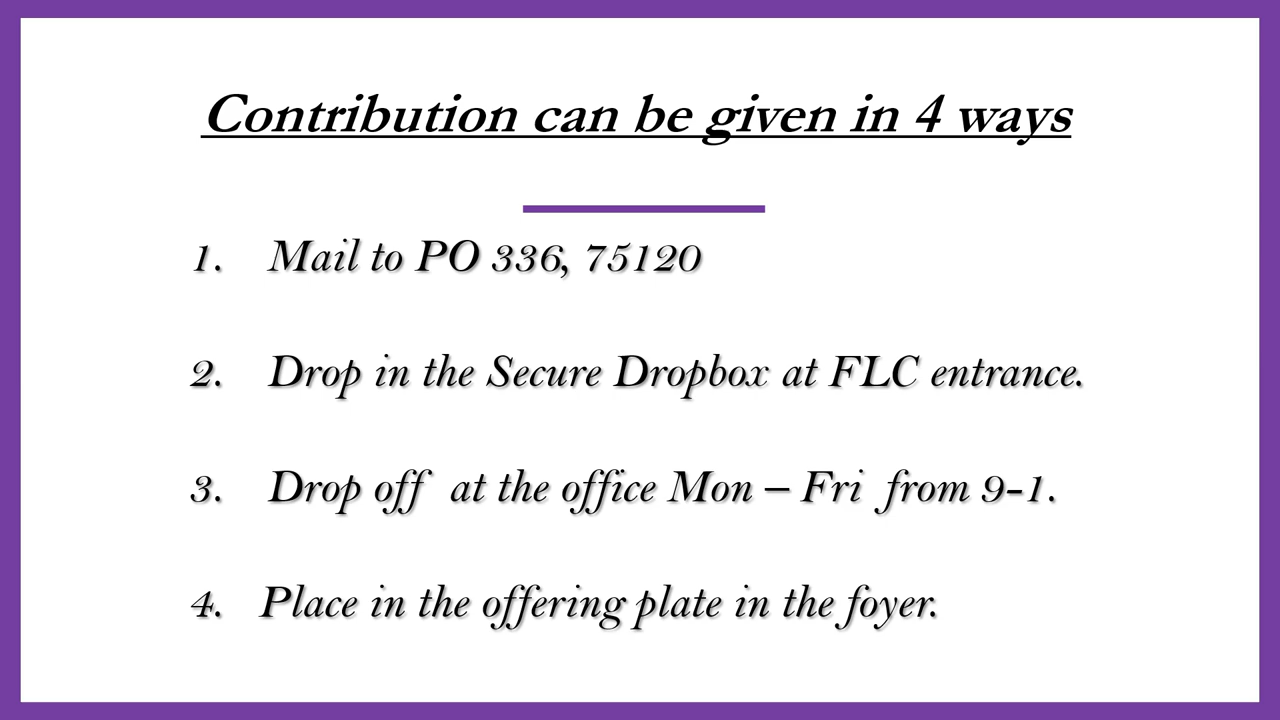 Contribution can be given in 4 ways
1. Mail to PO 336, 75120
2. Drop in the Secure Dropbox at FLC entrance.
3. Drop off at the office Mon – Fri from 9-1.
4. Place in the offering plate in the foyer.